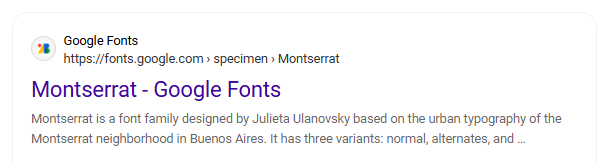 Google Fonts
https://fonts.google.com › specimen › Montserrat
Montserrat - Google Fonts
Montserrat is a font family designed by Julieta Ulanovsky based on the urban typography of the
Montserrat neighborhood in Buenos Aires. It has three variants: normal, alternates, and ...